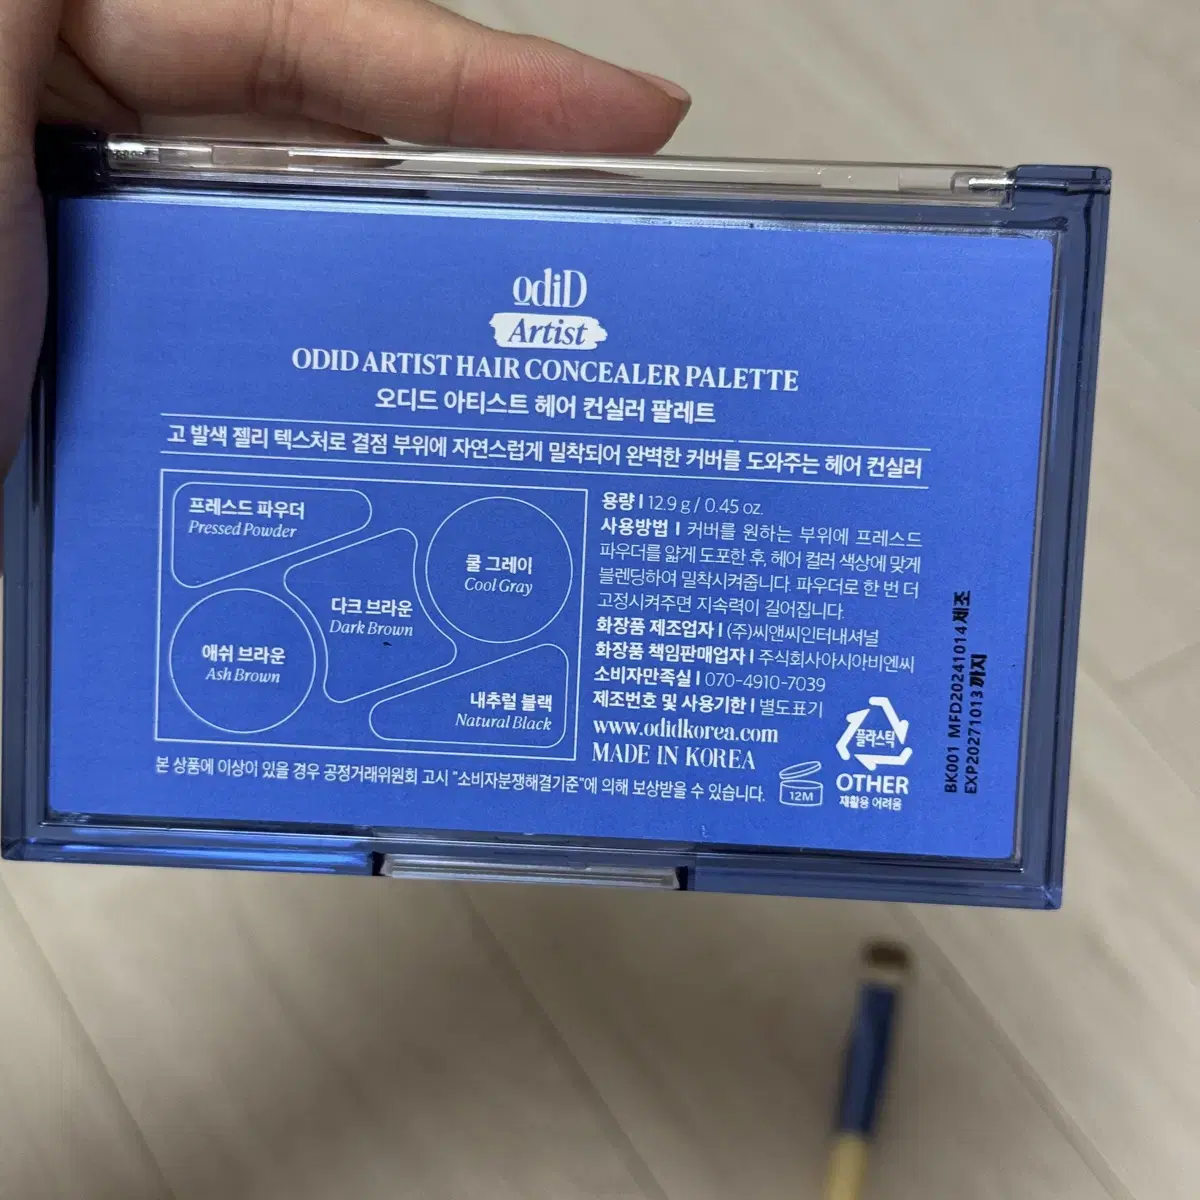 odiD
Artist
ODID ARTIST HAIR CONCEALER PALETTE
오디드 아티스트 헤어 컨실러 팔레트
고 발색 젤리 텍스처로 결점 부위에 자연스럽게 밀착되어 완벽한 커버를 도와주는 헤어 컨실러
프레스드 파우더
Pressed Powder
쿨 그레이
Cool Gray
다크 브라운
Dark Brown
애쉬 브라운
Ash Brown
내추럴 블랙
Natural Black
용량 | 12.9 g / 0.45 oz.
사용방법 | 커버를 원하는 부위에 프레스드
파우더를 얇게 도포한 후, 헤어 컬러 색상에 맞게
블렌딩하여 밀착시켜줍니다. 파우더로 한 번 더
고정시켜주면 지속력이 길어집니다.
화장품 제조업자 | (주)씨앤씨인터내셔널
화장품 책임판매업자 | 주식회사아시아비엔씨
소비자만족실 | 070-4910-7039
제조번호 및 사용기한 | 별도표기
www.odidkorea.com
MADE IN KOREA
본 상품에 이상이 있을 경우 공정거래위원회 고시 "소비자분쟁해결기준"에 의해 보상받을 수 있습니다.
12M
플라스틱
OTHER
재활용 어려움
BK001 MFD20241014 제조
EXP20271013 까지